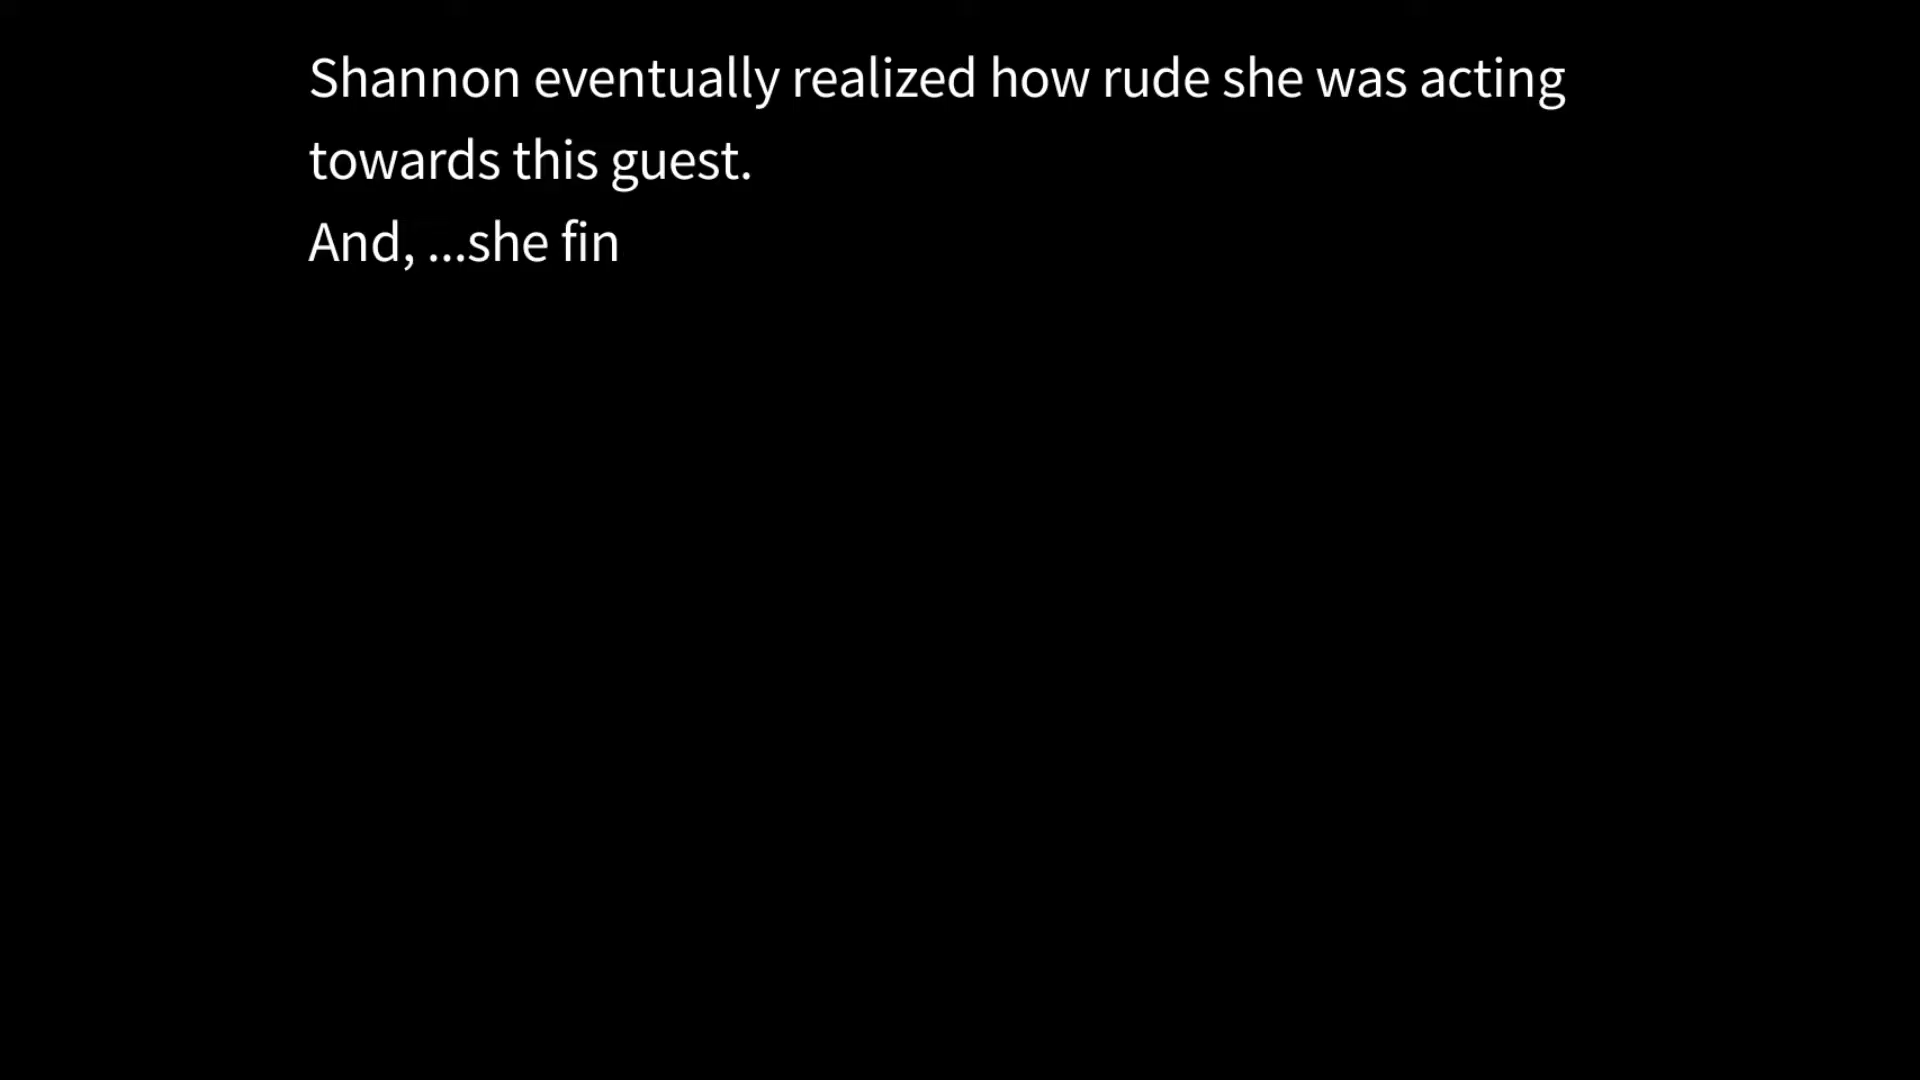 Shannon eventually realized how rude she was acting
towards this guest.
And, ...she fin